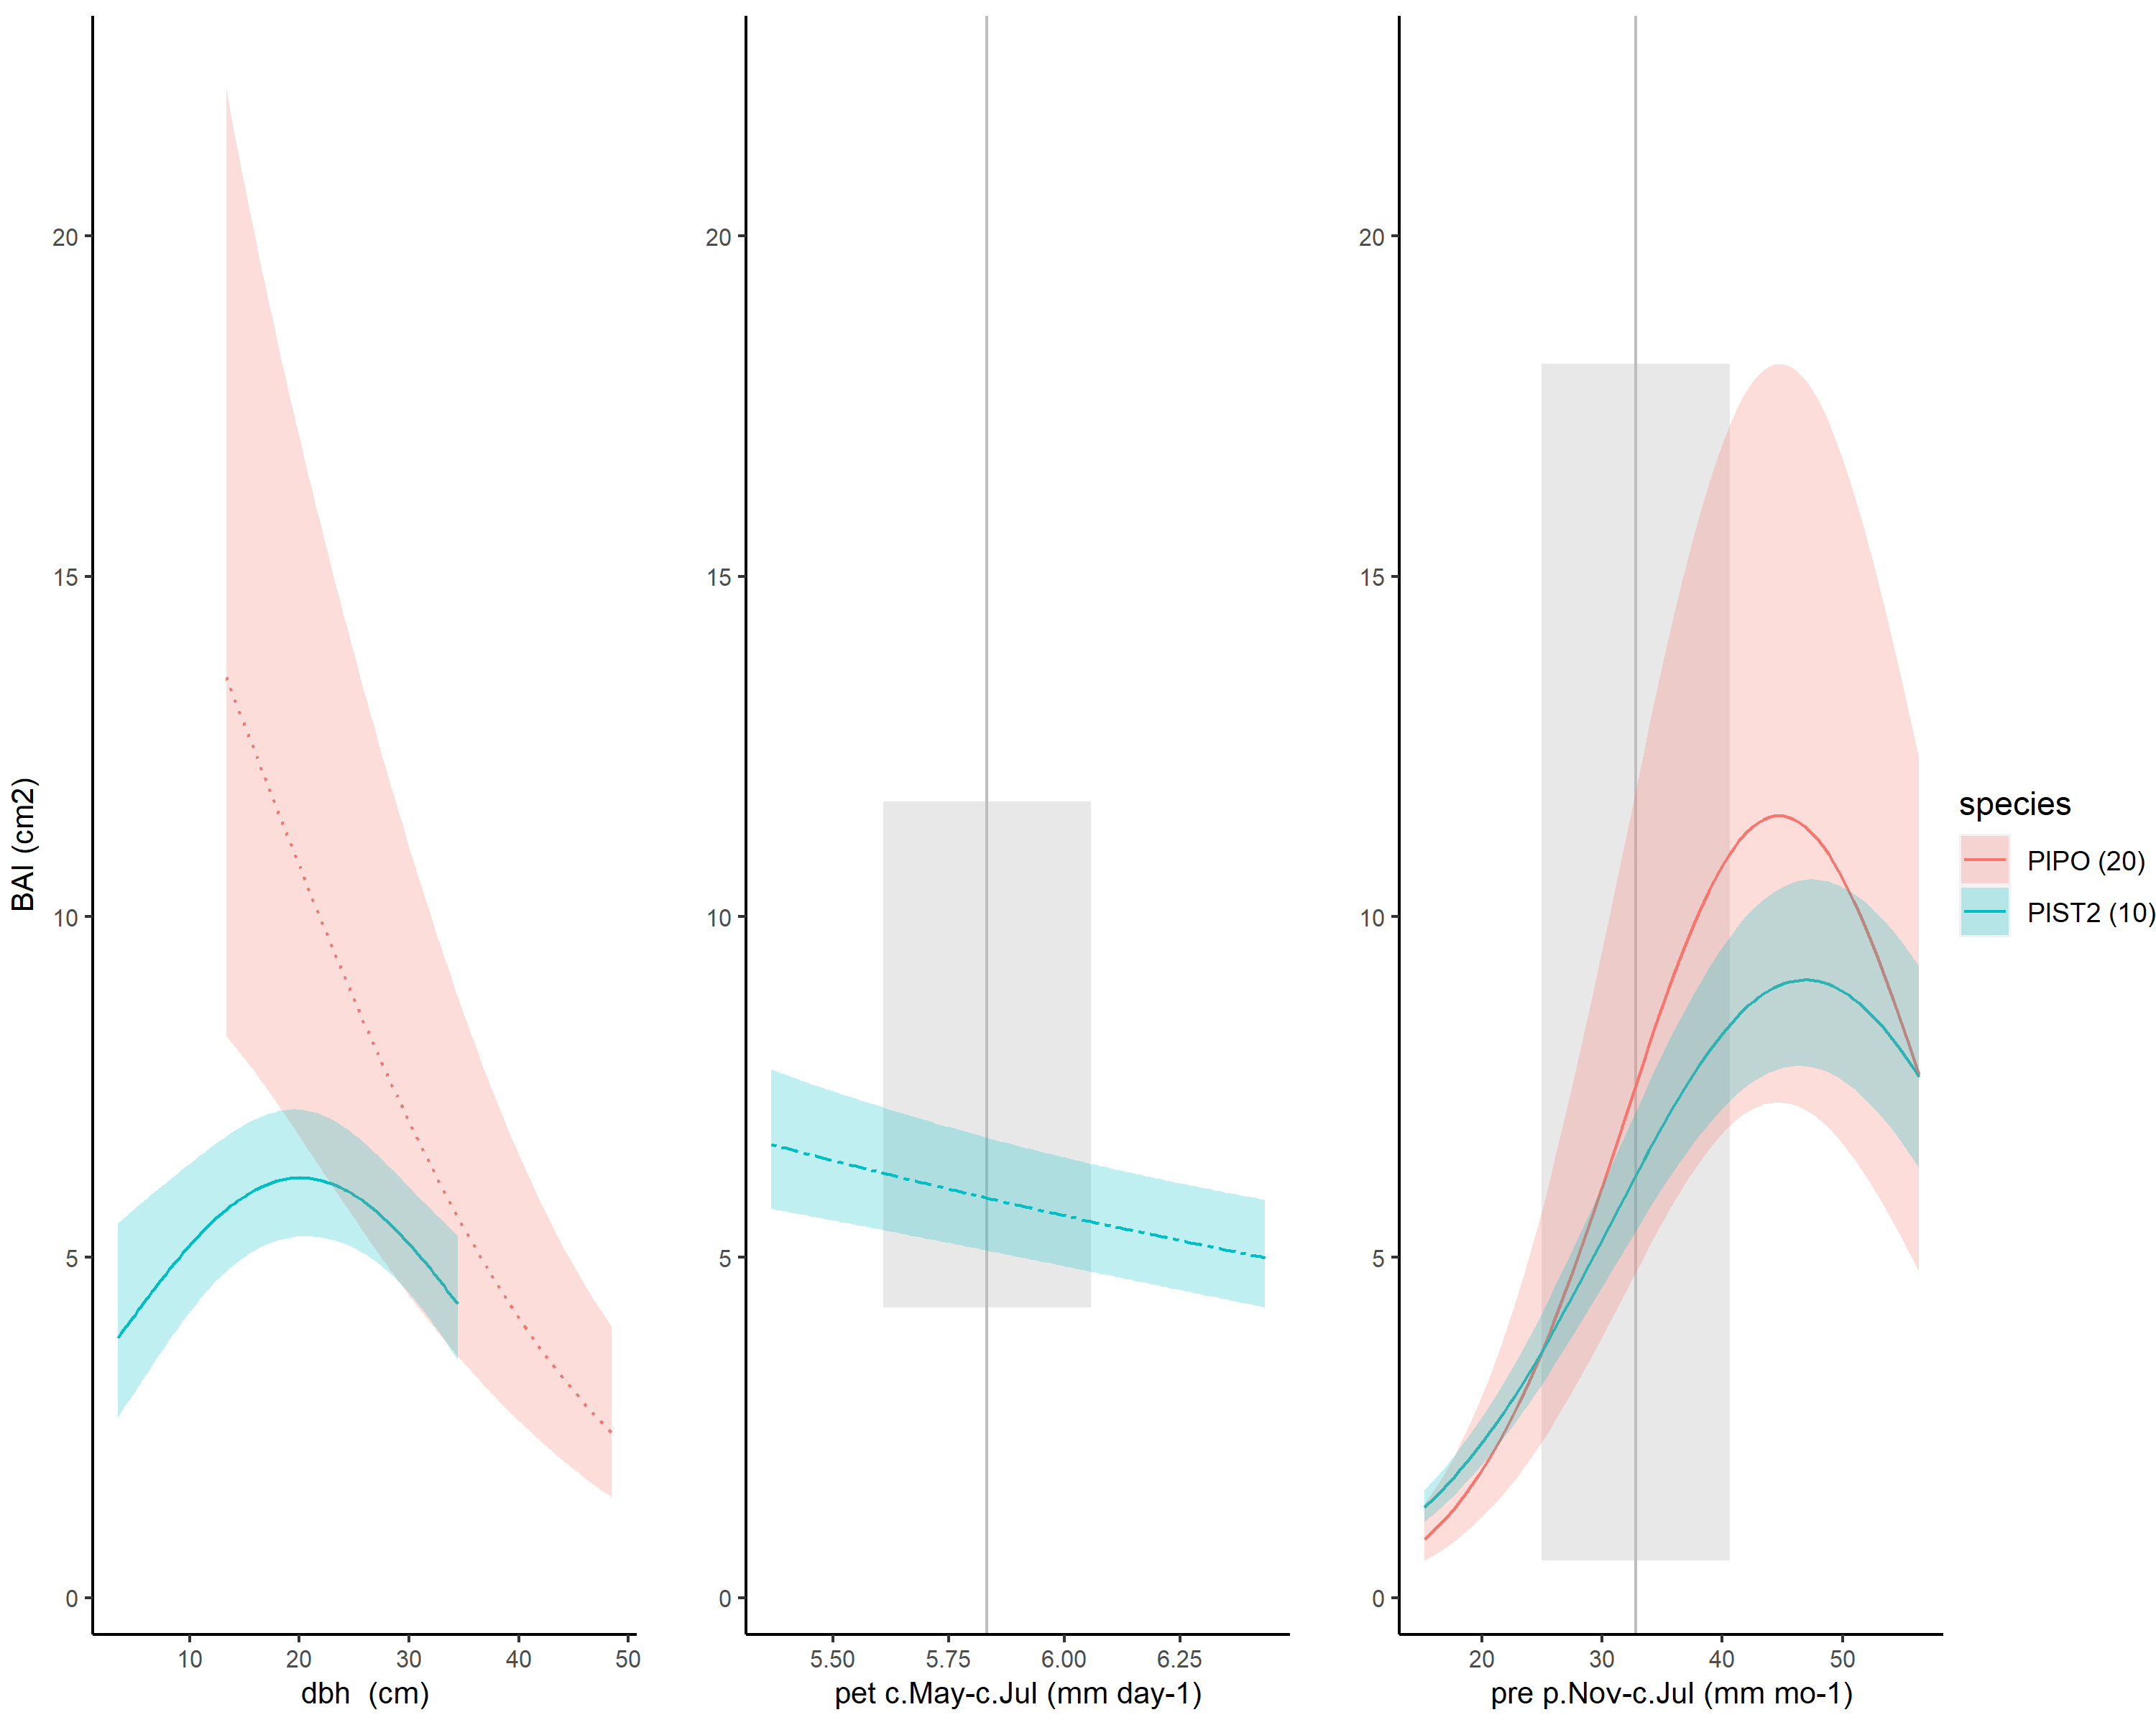 BAI (cm2)
20
15
10
5
0
10 20 30 40 50
dbh (cm)
20
15
10
5
0
5.50 5.75 6.00 6.25
pet c.May-c.Jul (mm day-1)
20
15
10
5
0
20 30 40 50
pre p.Nov-c.Jul (mm mo-1)
species
PIPO (20)
PIST2 (10)